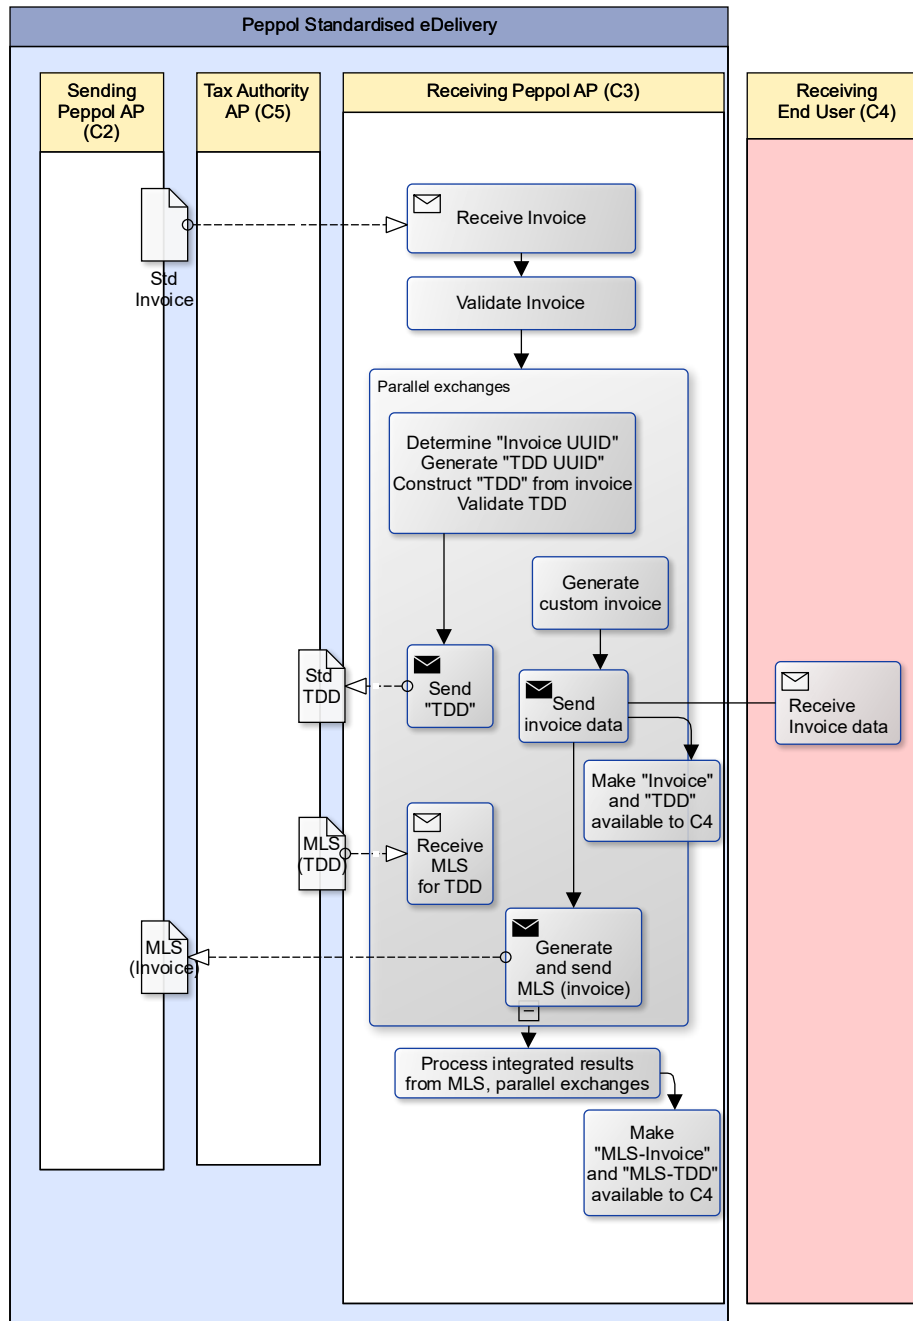 Peppol Standardised eDelivery
Sending
Peppol AP
(C2)
Tax Authority
AP (C5)
Receiving Peppol AP (C3)
Receiving
End User (C4)
Std
Invoice
Receive Invoice
Validate Invoice
Parallel exchanges
Determine "Invoice UUID"
Generate "TDD UUID"
Construct "TDD" from invoice
Validate TDD
Generate
custom invoice
Std
TDD
Send
"TDD"
Send
invoice data
Receive
Invoice data
Make "Invoice"
and "TDD"
available to C4
MLS
(TDD)
Receive
MLS
for TDD
MLS
(Invoice)
Generate
and send
MLS (invoice)
Process integrated results
from MLS, parallel exchanges
Make
"MLS-Invoice"
and "MLS-TDD"
available to C4